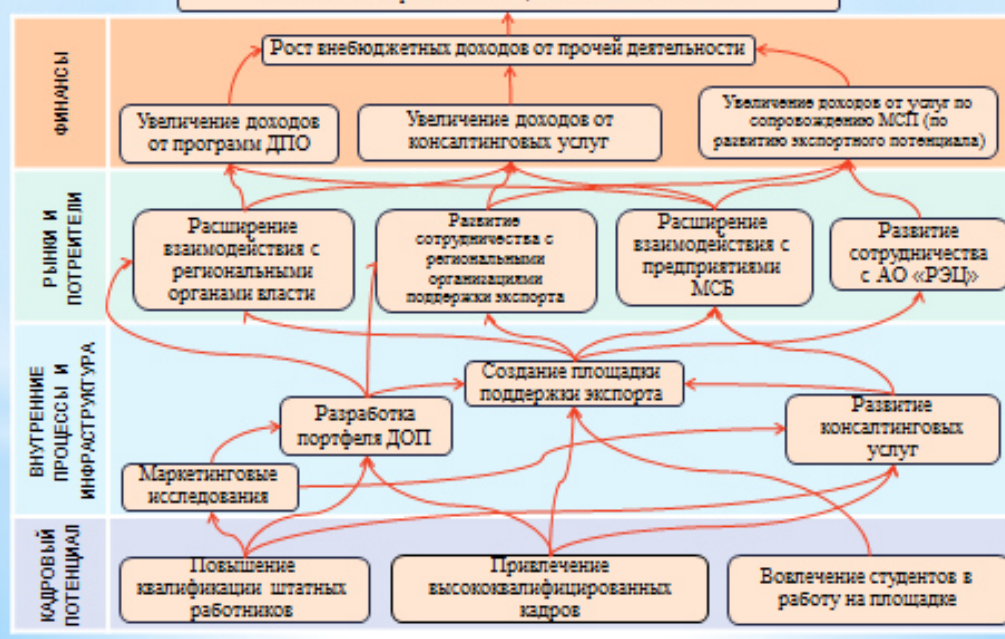 ФИНАНСЫ
Рост внебюджетных доходов от прочей деятельности
Увеличение доходов
от программ ДПО
Увеличение доходов от
консалтинговых услуг
Увеличение доходов от услуг по
сопровождению МСП (по
развитию экспортного потенциала)
РЫНКИ И
ПОТРЕБИТЕЛИ
Расширение
взаимодействия с
региональными
органами власти
Развитие
сотрудничества с
региональными
организациями
поддержки экспорта
Расширение
взаимодействия с
предприятиями
МСБ
Развитие
сотрудничества
с АО «РЭЦ»
ВНУТРЕННИЕ
ПРОЦЕССЫ И
ИНФРАСТРУКТУРА
Создание площадки
поддержки экспорта
Разработка
портфеля ДОП
Развитие
консалтинговых
услуг
Маркетинговые
исследования
КАДРОВЫЙ
ПОТЕНЦИАЛ
Повышение
квалификации штатных
работников
Привлечение
высококвалифицированных
кадров
Вовлечение студентов в
работу на площадке